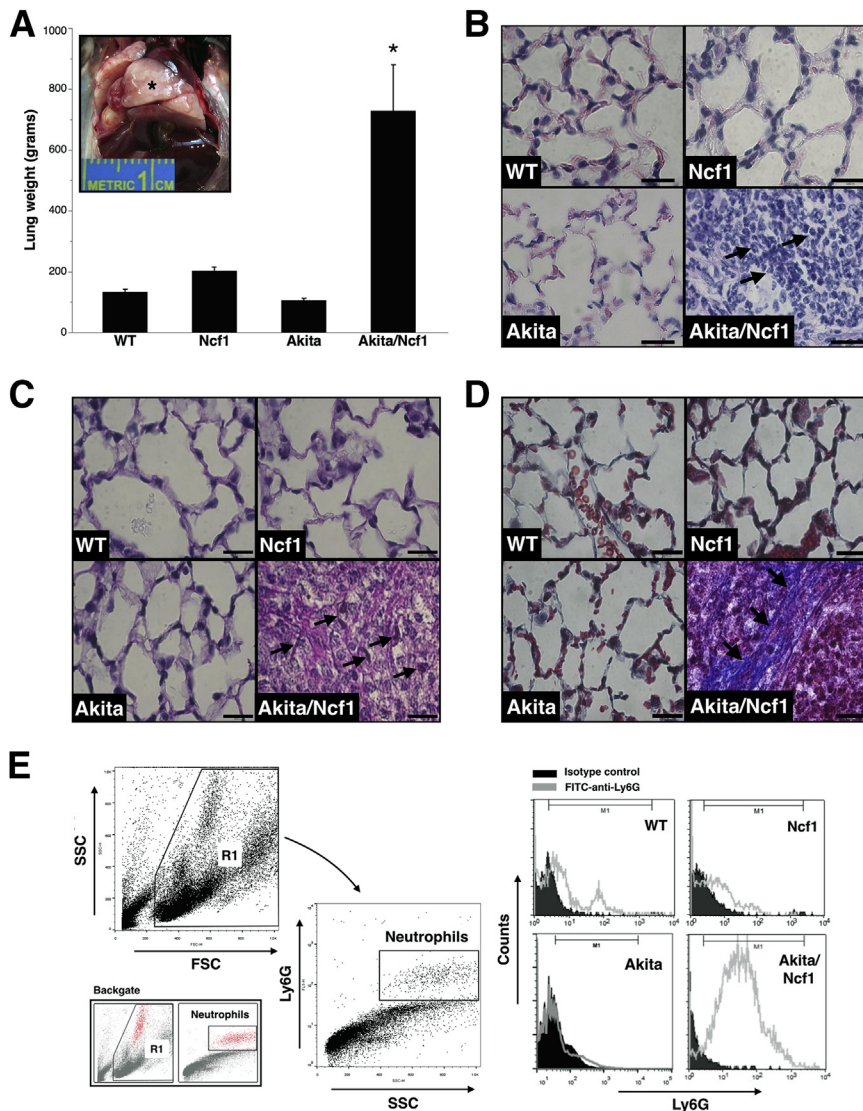 A
Lung weight (grams)
1000
800
600
400
200
0
*
*
METRIC 1 CM
WT
Ncf1
Akita
Akita/Ncf1
B
WT
Ncf1
Akita
Akita/Ncf1
C
WT
Ncf1
Akita
Akita/Ncf1
D
WT
Ncf1
Akita
Akita/Ncf1
E
SSC
R1
FSC
Backgate
R1
Neutrophils
Ly6G
Neutrophils
SSC
Isotype control
FITC-anti-Ly6G
Counts
M1
WT
M1
Ncf1
M1
Akita
M1
Akita/
Ncf1
Ly6G